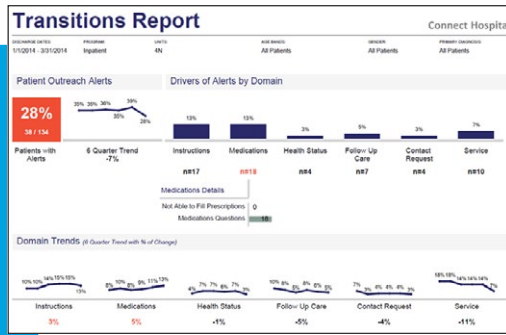 Transitions Report
Connect Hospita
DISCHARGE DATES PROGRAM UNITS AGE BANDS GENDER PRIMARY DIAGNOSIS
1/1/2014 - 3/31/2014 Inpatient 4N All Patients All Patients All Patients
Patient Outreach Alerts Drivers of Alerts by Domain
28%
38 / 134
35% 35% 36% 35% 39% 28%
13% 13% 3% 5% 3% 7%
Patients with Alerts
6 Quarter Trend
-7%
Instructions Medications Health Status Follow Up Care Contact Request Service
n=17 n=18 n=4 n=7 n=4 n=10
Medications Details
Not Able to Fill Prescriptions 0
Medications Questions 18
Domain Trends (6 Quarter Trend with % of Change)
10% 10% 14% 15% 15% 13%
8% 10% 8% 9% 11% 13%
4% 7% 7% 6% 7% 3%
10% 8% 8% 5%
7% 3% 4% 4% 4% 3%
18% 18% 14% 14% 14% 7%
Instructions Medications Health Status Follow Up Care Contact Request Service
3% 5% -1% -5% -4% -11%